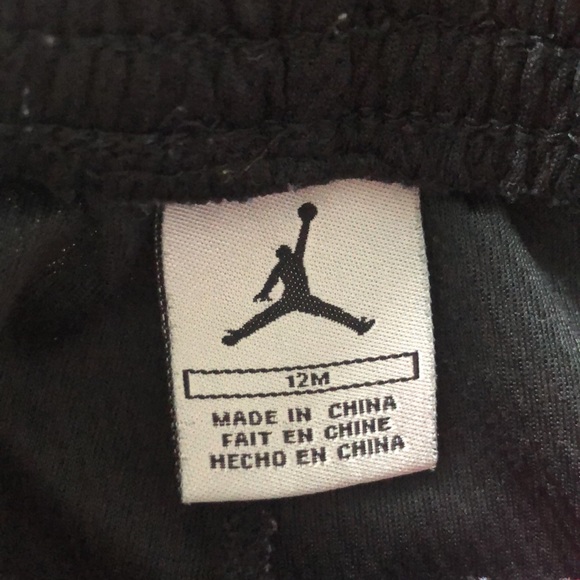 12M
MADE IN CHINA
FAIT EN CHINE
HECHO EN CHINA